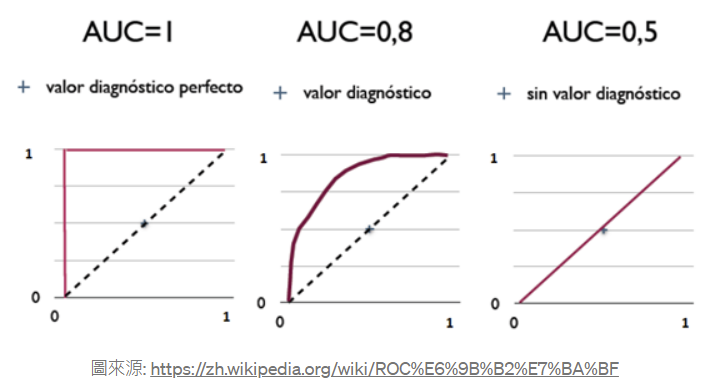 AUC=1
AUC=0,8
AUC=0,5
+ valor diagnóstico perfecto
+ valor diagnóstico
+ sin valor diagnóstico
1
0
0
1
1
0
0
1
1
0
0
1
圖來源: https://zh.wikipedia.org/wiki/ROC%E6%9B%B2%E7%BA%BF